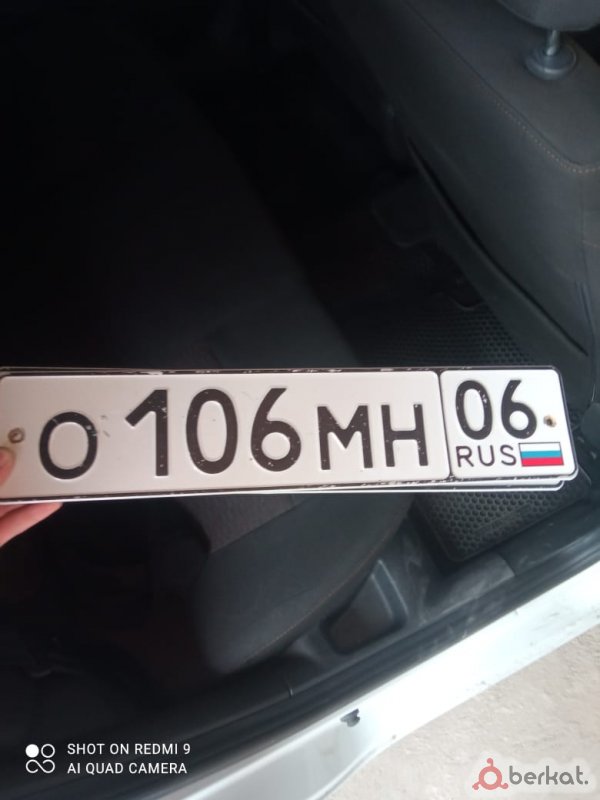 О 106 МН 06
RUS
SHOT ON REDMI 9
AI QUAD CAMERA
berkat.